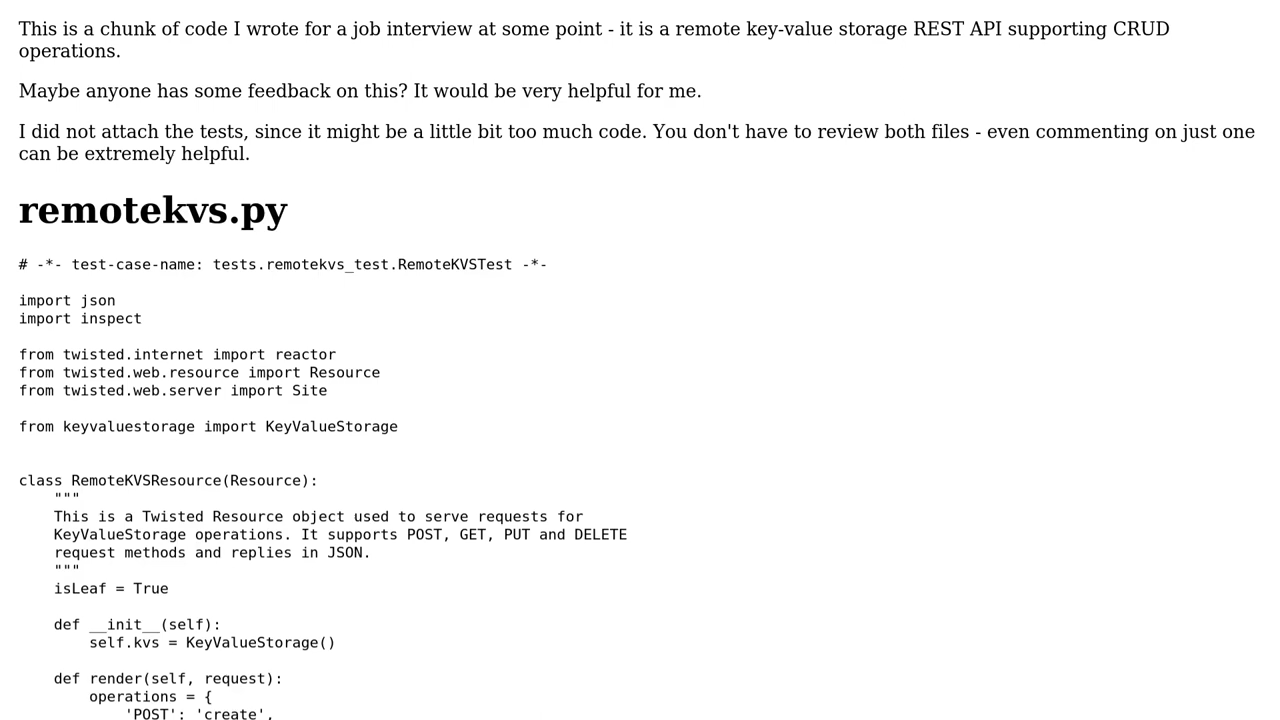 This is a chunk of code I wrote for a job interview at some point - it is a remote key-value storage REST API supporting CRUD
operations.
Maybe anyone has some feedback on this? It would be very helpful for me.
I did not attach the tests, since it might be a little bit too much code. You don't have to review both files - even commenting on just one
can be extremely helpful.
remotekvs.py
# -*- test-case-name: tests.remotekvs_test.RemoteKVSTest -*-
import json
import inspect
from twisted.internet import reactor
from twisted.web.resource import Resource
from twisted.web.server import Site
from keyvaluestorage import KeyValueStorage
class RemoteKVSResource(Resource):
    """
    This is a Twisted Resource object used to serve requests for
    KeyValueStorage operations. It supports POST, GET, PUT and DELETE
    request methods and replies in JSON.
    """
    isLeaf = True
    def __init__(self):
        self.kvs = KeyValueStorage()
    def render(self, request):
        operations = {
            'POST': 'create',